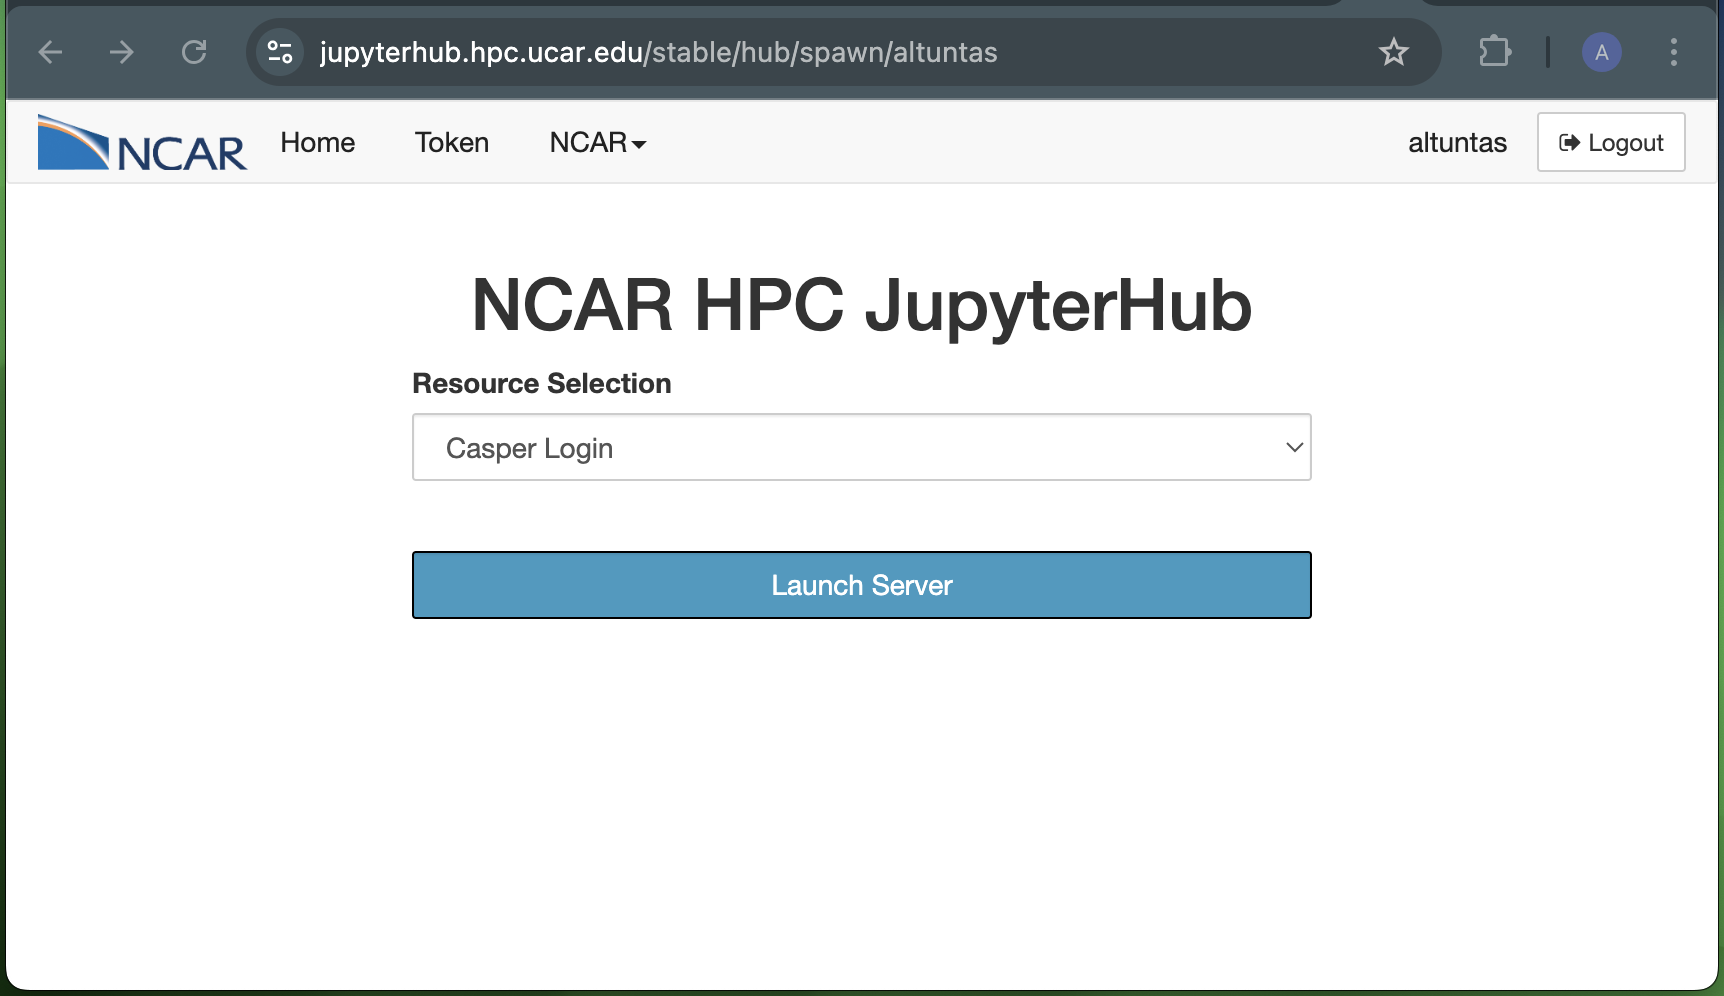 jupyterhub.hpc.ucar.edu/stable/hub/spawn/altuntas
A
NCAR Home Token NCAR altuntas Logout
NCAR HPC JupyterHub
Resource Selection
Casper Login
Launch Server